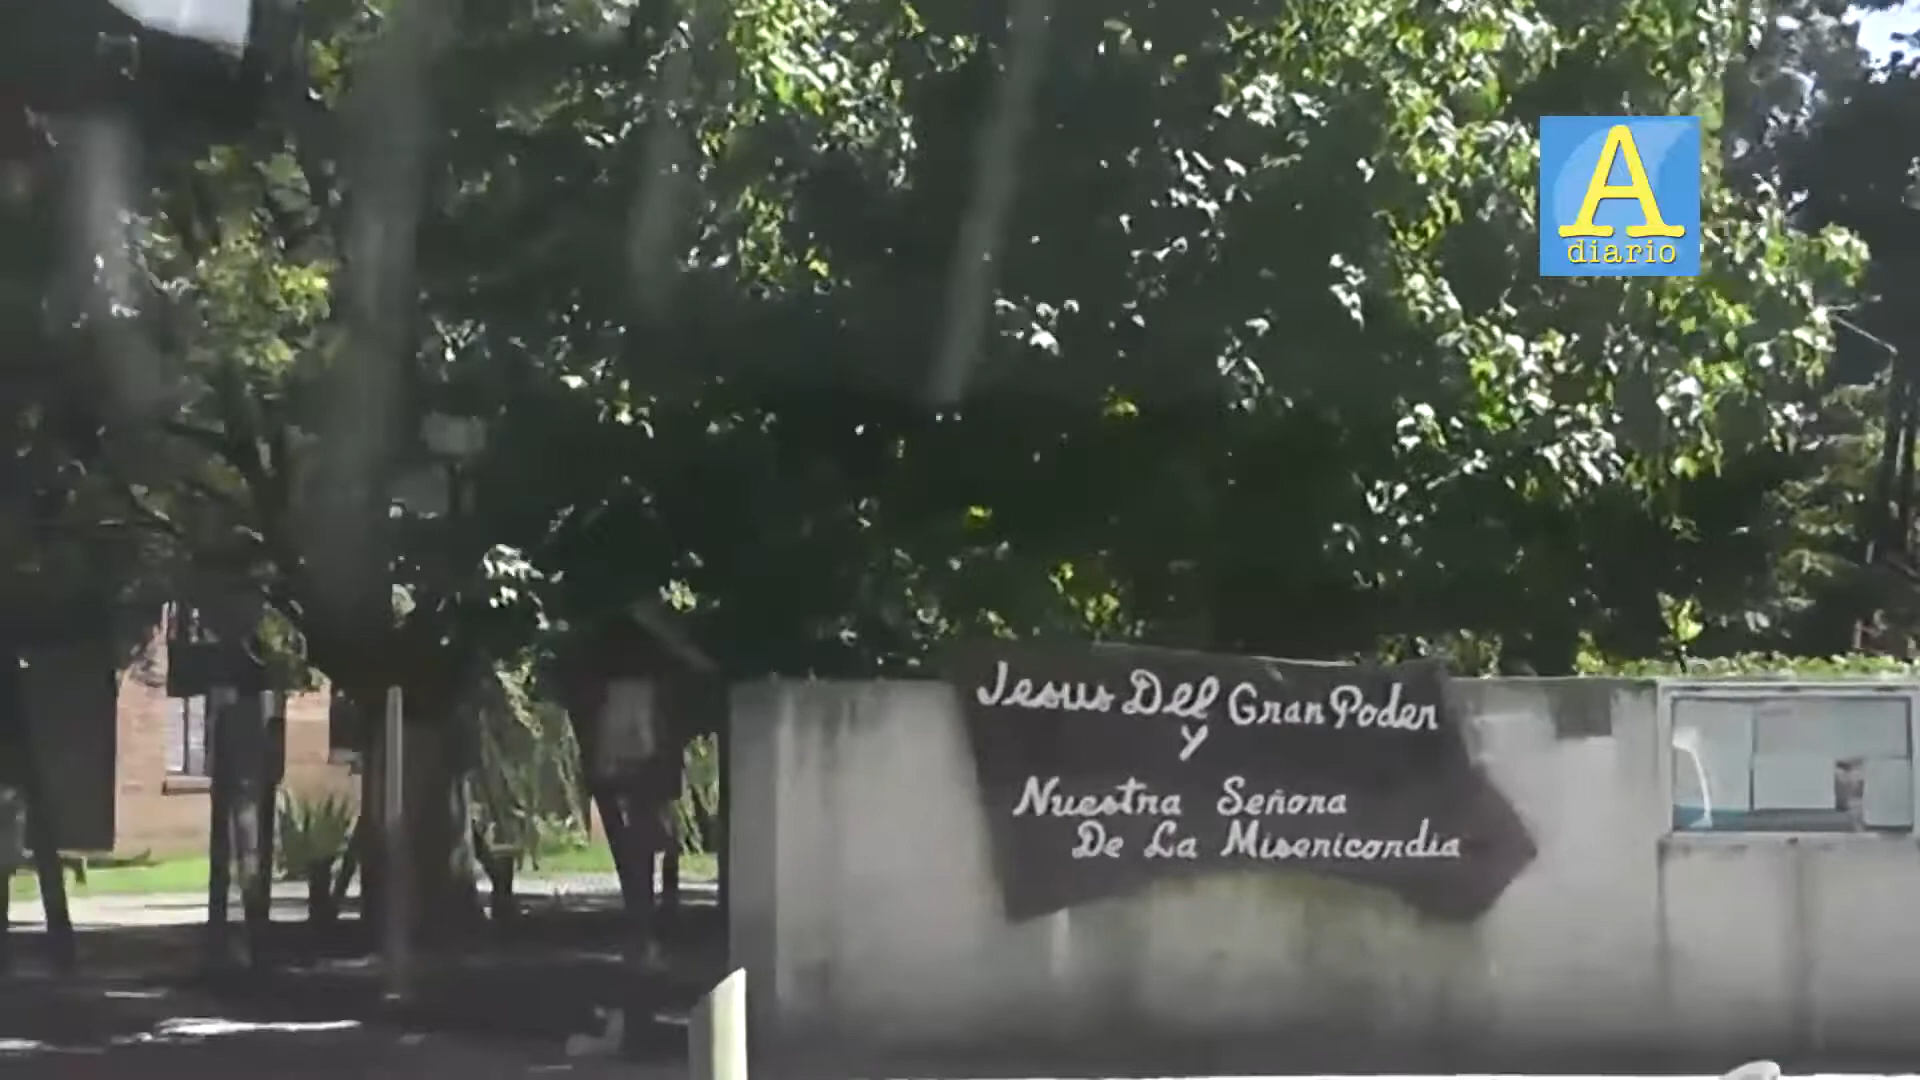 A
diario
Jesus Del Gran Poder
y
Nuestra Señora
De La Misericordia